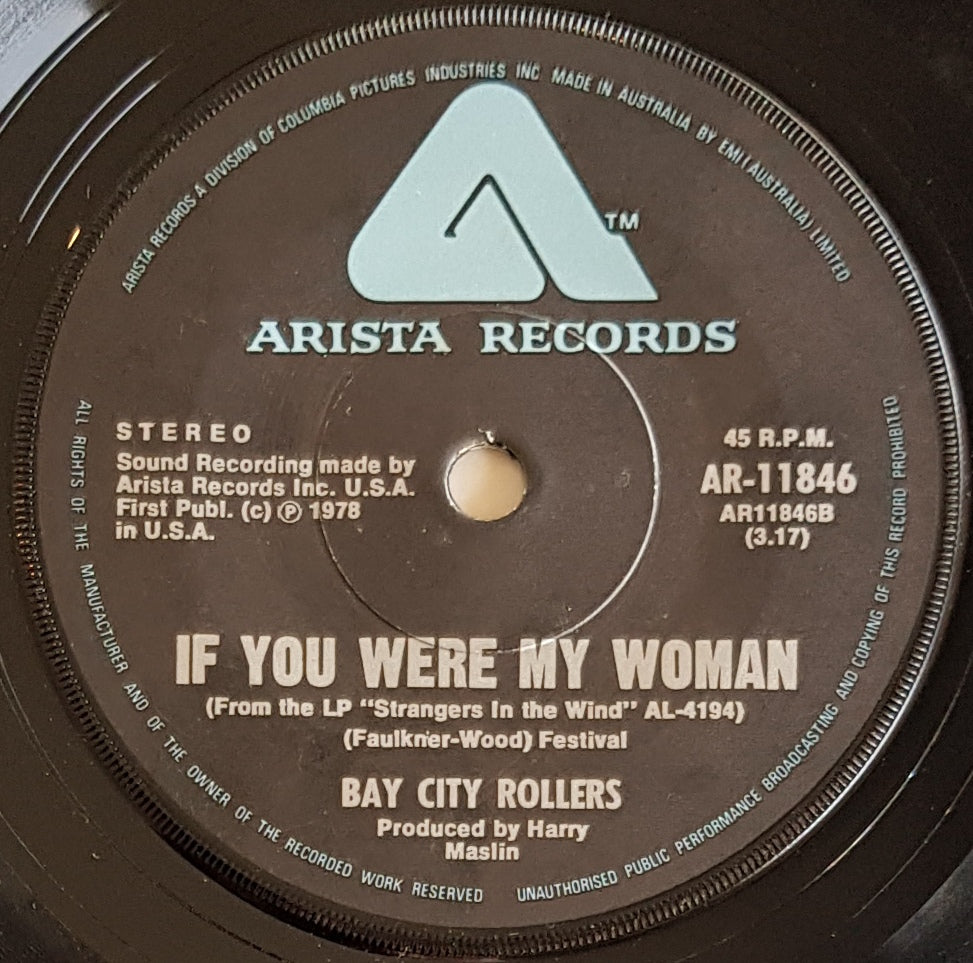 ARISTA RECORDS A DIVISION OF COLUMBIA PICTURES INDUSTRIES INC MADE IN AUSTRALIA BY EMI (AUSTRALIA) LIMITED
TM
ARISTA RECORDS
STEREO
Sound Recording made by
Arista Records Inc. U.S.A.
First Publ. (c) ℗ 1978
in U.S.A.
45 R.P.M.
AR-11846
AR11846B
(3.17)
IF YOU WERE MY WOMAN
(From the LP "Strangers In the Wind" AL-4194)
(Faulkner-Wood) Festival
BAY CITY ROLLERS
Produced by Harry
Maslin
ALL RIGHTS OF THE MANUFACTURER AND OF THE OWNER OF THE RECORDED WORK RESERVED
UNAUTHORISED PUBLIC PERFORMANCE BROADCASTING AND COPYING OF THIS RECORD PROHIBITED